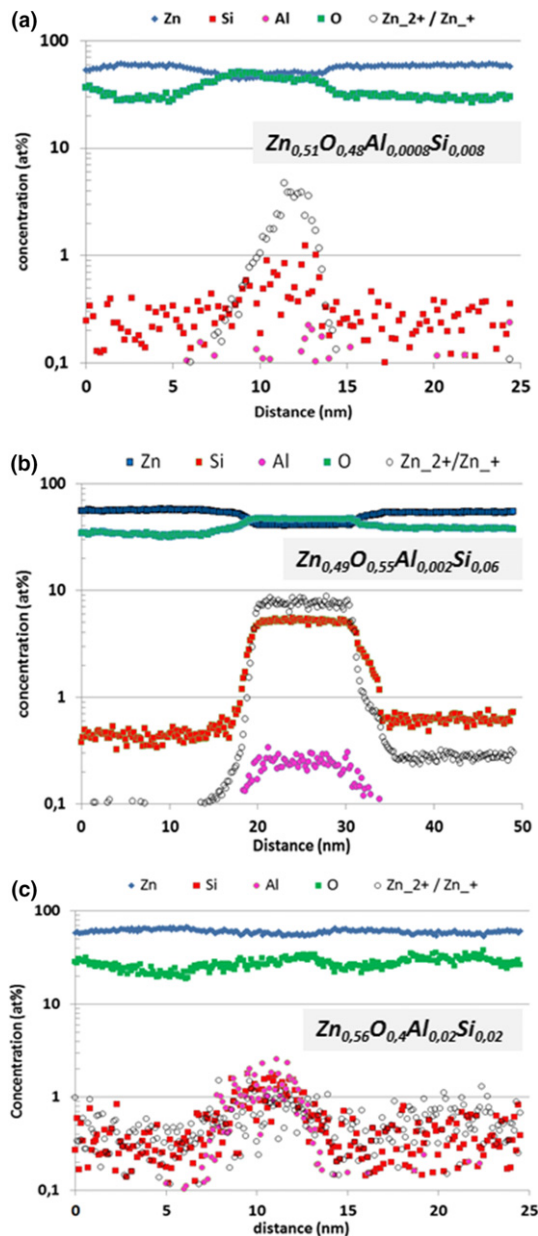 (a)
Zn Si Al O Zn_2+ / Zn_+
100
10
1
0,1
concentration (at%)
Zn0,51O0,48Al0,0008Si0,008
0 5 10 15 20 25
Distance (nm)
(b)
Zn Si Al O Zn_2+/Zn_+
100
10
1
0,1
concentration (at%)
Zn0,49O0,55Al0,002Si0,06
0 10 20 30 40 50
Distance (nm)
(c)
Zn Si Al O Zn_2+ / Zn_+
100
10
1
0,1
Concentration (at%)
Zn0,56O0,4Al0,02Si0,02
0 5 10 15 20 25
distance (nm)